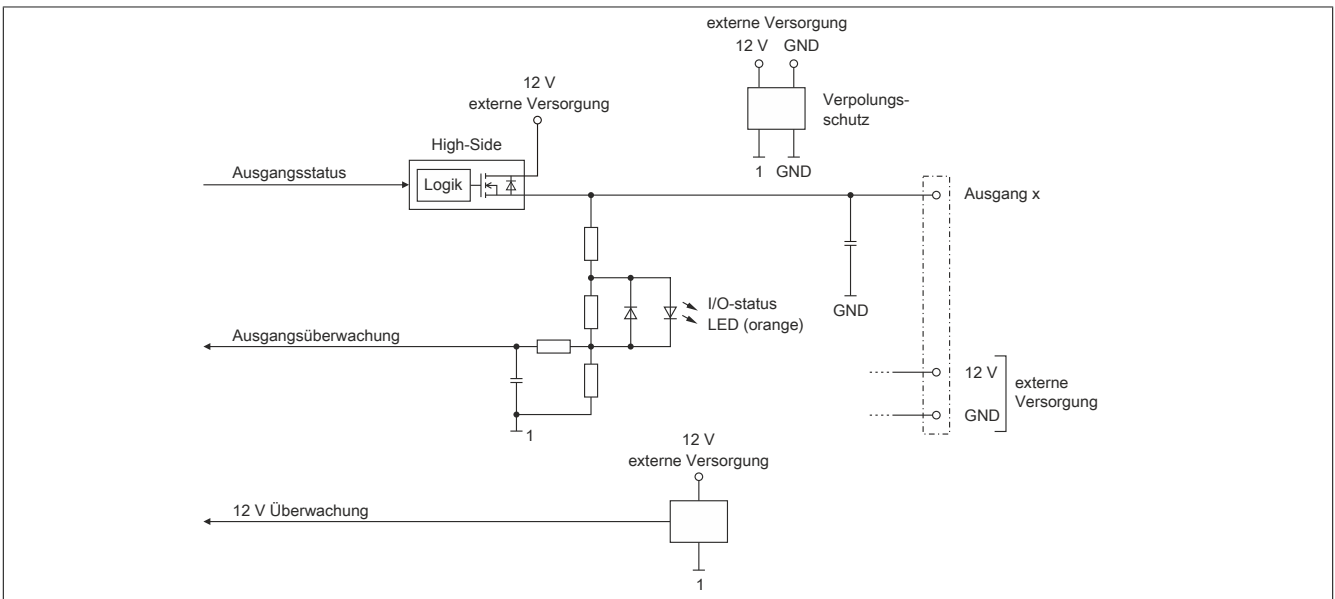 externe Versorgung
12 V GND
Verpolungs-
schutz
1 GND
12 V
externe Versorgung
High-Side
Logik
Ausgangsstatus
Ausgang x
GND
I/O-status
LED (orange)
Ausgangsüberwachung
1
12 V
GND
externe
Versorgung
12 V
externe Versorgung
12 V Überwachung
1